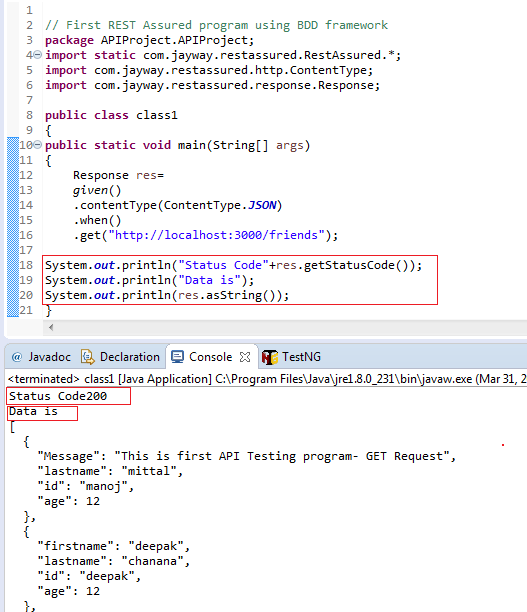 1
2 // First REST Assured program using BDD framework
3 package APIProject.APIProject;
4 import static com.jayway.restassured.RestAssured.*;
5 import com.jayway.restassured.http.ContentType;
6 import com.jayway.restassured.response.Response;
7
8 public class class1
9 {
10 public static void main(String[] args)
11 {
12 Response res=
13 given()
14 .contentType(ContentType.JSON)
15 .when()
16 .get("http://localhost:3000/friends");
17
18 System.out.println("Status Code"+res.getStatusCode());
19 System.out.println("Data is");
20 System.out.println(res.asString());
21 }
@ Javadoc Declaration Console TestNG
<terminated> class1 [Java Application] C:\Program Files\Java\jre1.8.0_231\bin\javaw.exe (Mar 31, 2
Status Code200
Data is
[
{
"Message": "This is first API Testing program- GET Request",
"lastname": "mittal",
"id": "manoj",
"age": 12
},
{
"firstname": "deepak",
"lastname": "chanana",
"id": "deepak",
"age": 12
},